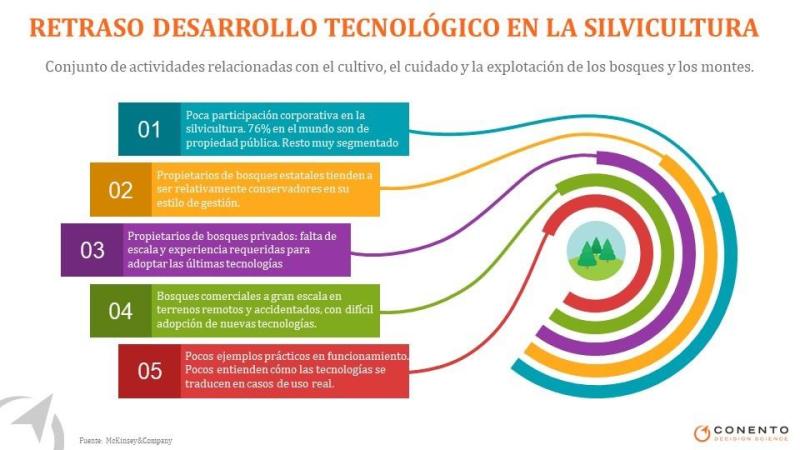 RETRASO DESARROLLO TECNOLÓGICO EN LA SILVICULTURA
Conjunto de actividades relacionadas con el cultivo, el cuidado y la explotación de los bosques y los montes.
01
Poca participación corporativa en la
silvicultura. 76% en el mundo son de
propiedad pública. Resto muy segmentado
02
Propietarios de bosques estatales tienden a
ser relativamente conservadores en su
estilo de gestión.
03
Propietarios de bosques privados: falta de
escala y experiencia requeridas para
adoptar las últimas tecnologías
04
Bosques comerciales a gran escala en
terrenos remotos y accidentados, con difícil
adopción de nuevas tecnologías.
05
Pocos ejemplos prácticos en funcionamiento.
Pocos entienden cómo las tecnologías se
traducen en casos de uso real.
Fuente: McKinsey&Company
CONENTO
DECISION SCIENCE